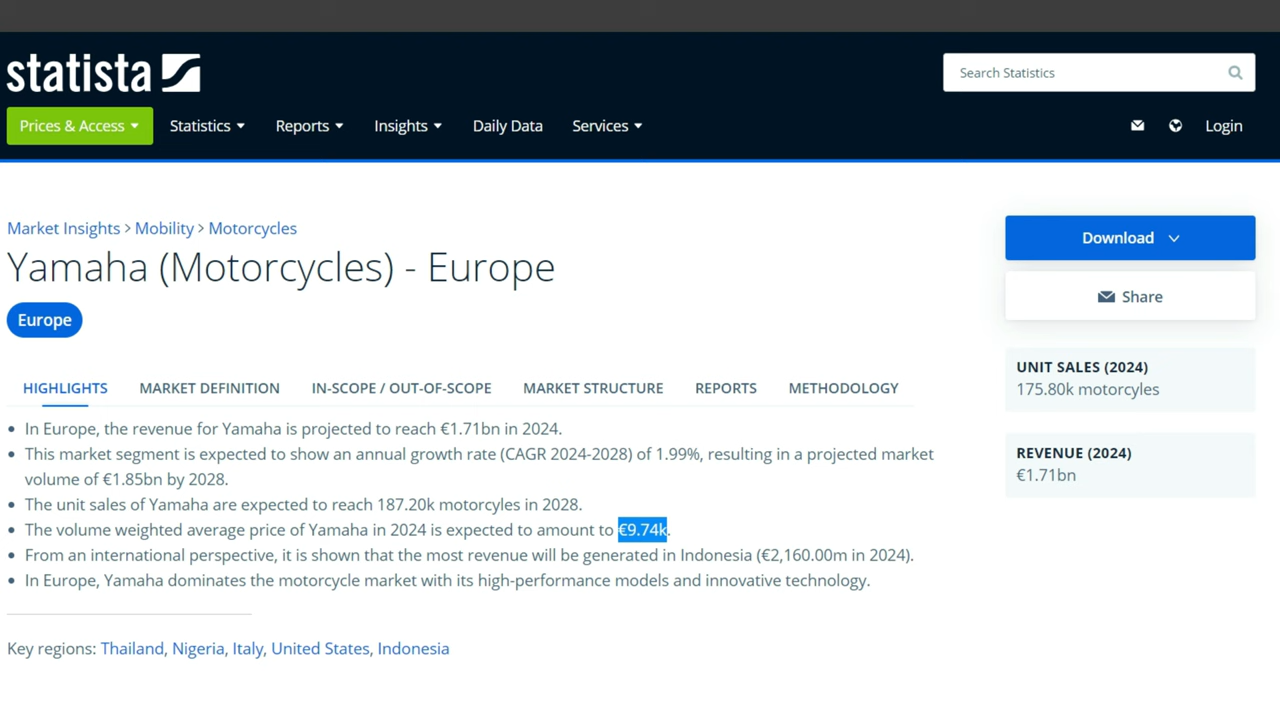 statista
Search Statistics
Prices & Access
Statistics
Reports
Insights
Daily Data
Services
Login
Market Insights > Mobility > Motorcycles
Yamaha (Motorcycles) - Europe
Europe
Download
Share
HIGHLIGHTS
MARKET DEFINITION
IN-SCOPE / OUT-OF-SCOPE
MARKET STRUCTURE
REPORTS
METHODOLOGY
UNIT SALES (2024)
175.80k motorcyles
REVENUE (2024)
€1.71bn
• In Europe, the revenue for Yamaha is projected to reach €1.71bn in 2024.
• This market segment is expected to show an annual growth rate (CAGR 2024-2028) of 1.99%, resulting in a projected market
volume of €1.85bn by 2028.
• The unit sales of Yamaha are expected to reach 187.20k motorcyles in 2028.
• The volume weighted average price of Yamaha in 2024 is expected to amount to €9.74k.
• From an international perspective, it is shown that the most revenue will be generated in Indonesia (€2,160.00m in 2024).
• In Europe, Yamaha dominates the motorcycle market with its high-performance models and innovative technology.
Key regions: Thailand, Nigeria, Italy, United States, Indonesia